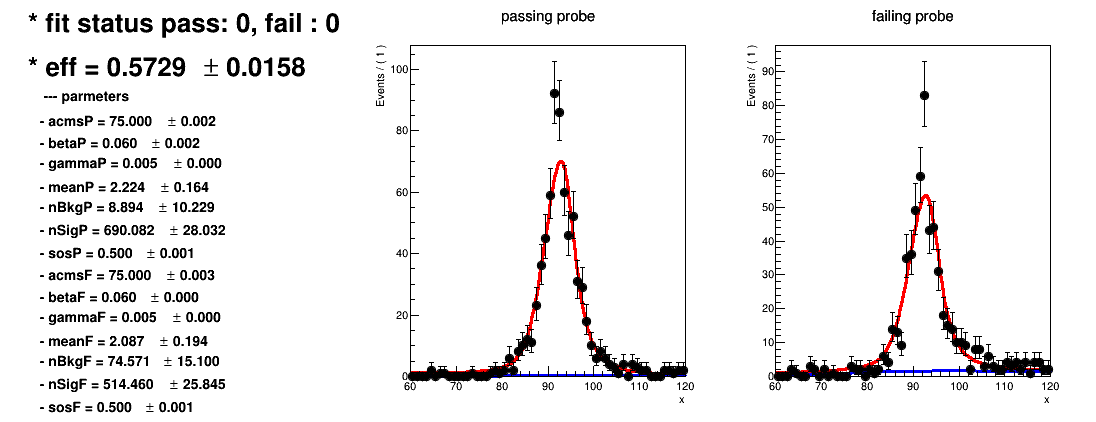 * fit status pass: 0, fail : 0
* eff = 0.5729 ± 0.0158
--- parmeters
- acmsP = 75.000 ± 0.002
- betaP = 0.060 ± 0.002
- gammaP = 0.005 ± 0.000
- meanP = 2.224 ± 0.164
- nBkgP = 8.894 ± 10.229
- nSigP = 690.082 ± 28.032
- sosP = 0.500 ± 0.001
- acmsF = 75.000 ± 0.003
- betaF = 0.060 ± 0.000
- gammaF = 0.005 ± 0.000
- meanF = 2.087 ± 0.194
- nBkgF = 74.571 ± 15.100
- nSigF = 514.460 ± 25.845
- sosF = 0.500 ± 0.001
passing probe
Events / ( 1 )
100
80
60
40
20
0
60 70 80 90 100 110 120
x
failing probe
Events / ( 1 )
90
80
70
60
50
40
30
20
10
0
60 70 80 90 100 110 120
x